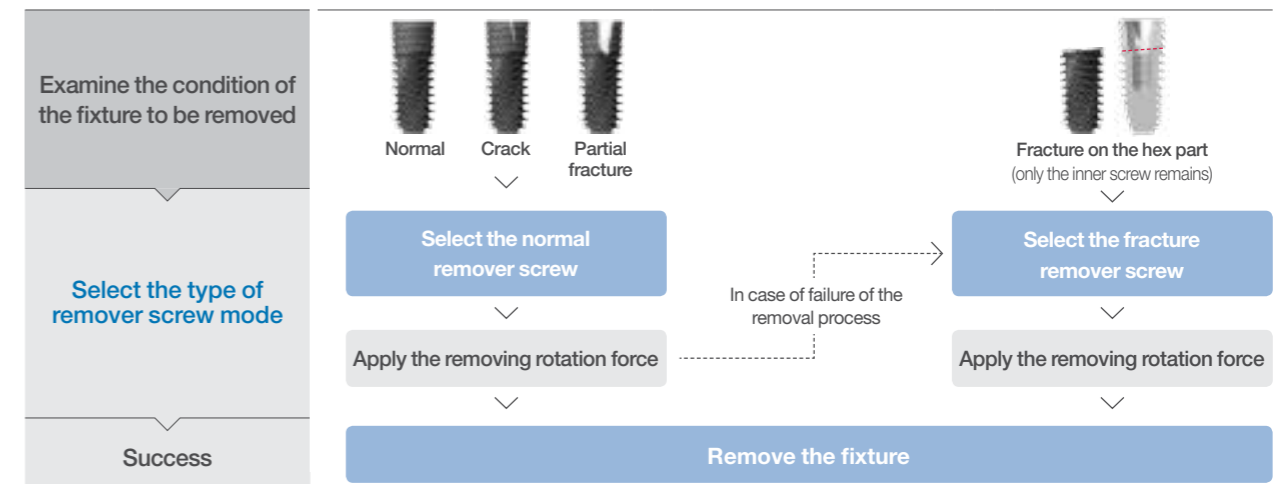 Examine the condition of
the fixture to be removed
Normal
Crack
Partial
fracture
Fracture on the hex part
(only the inner screw remains)
Select the type of
remover screw mode
Select the normal
remover screw
In case of failure of the
removal process
Select the fracture
remover screw
Apply the removing rotation force
Apply the removing rotation force
Success
Remove the fixture